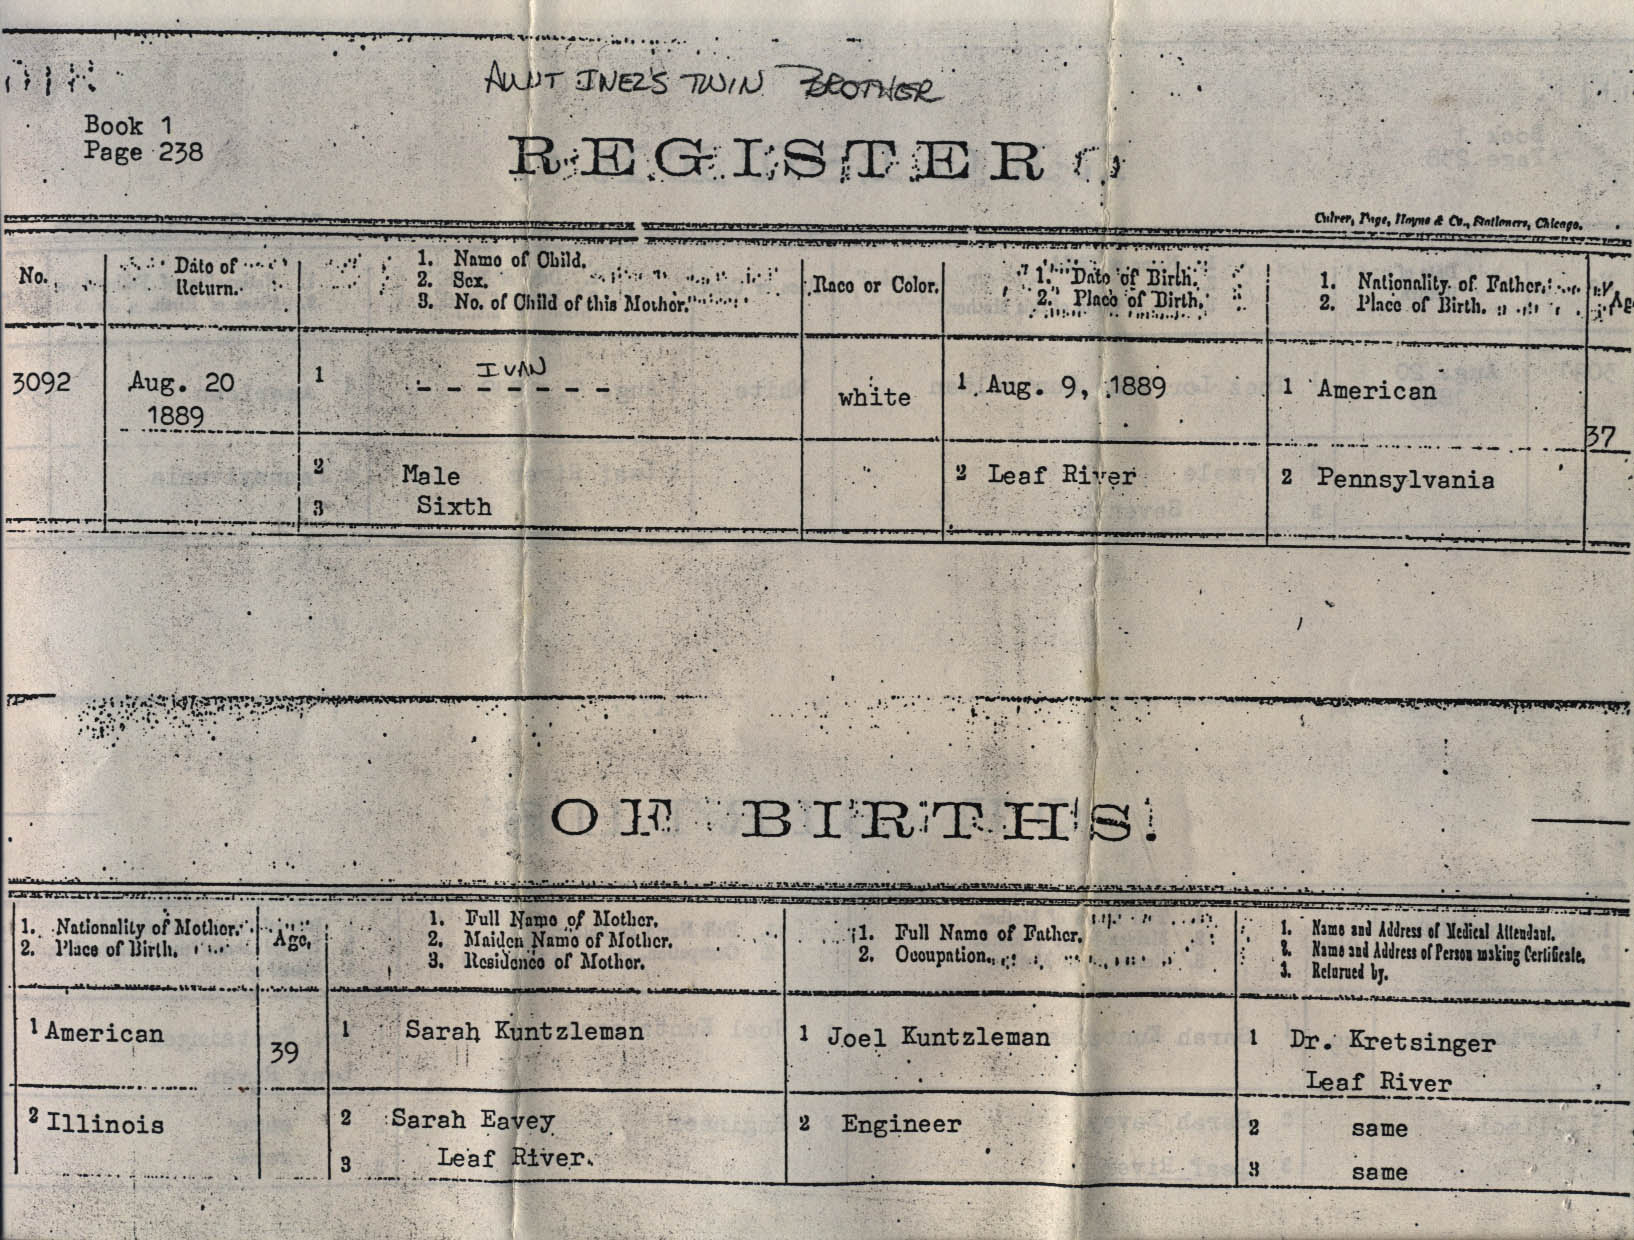 AUNT INEZ'S TWIN BROTHER
Book 1
Page 238
REGISTER
Culver, Page, Hoyne & Co., Stationers, Chicago.
No.
Date of
Return.
1. Name of Child.
2. Sex.
3. No. of Child of this Mother.
Race or Color.
1. Date of Birth.
2. Place of Birth.
1. Nationality of Father.
2. Place of Birth.
Ag
3092
Aug. 20
1889
1 IVAN
- - - - - - -
white
1 Aug. 9, 1889
1 American
37
2 Male
3 Sixth
"
2 Leaf River
2 Pennsylvania
OF BIRTHS.
1. Nationality of Mother.
2. Place of Birth.
Age.
1. Full Name of Mother.
2. Maiden Name of Mother.
3. Residence of Mother.
1. Full Name of Father.
2. Occupation.
1. Name and Address of Medical Attendant.
2. Name and Address of Person making Certificate.
3. Returned by.
1 American
39
1 Sarah Kuntzleman
1 Joel Kuntzleman
1 Dr. Kretsinger
Leaf River
2 Illinois
2 Sarah Eavey
3 Leaf River.
2 Engineer
2 same
3 same